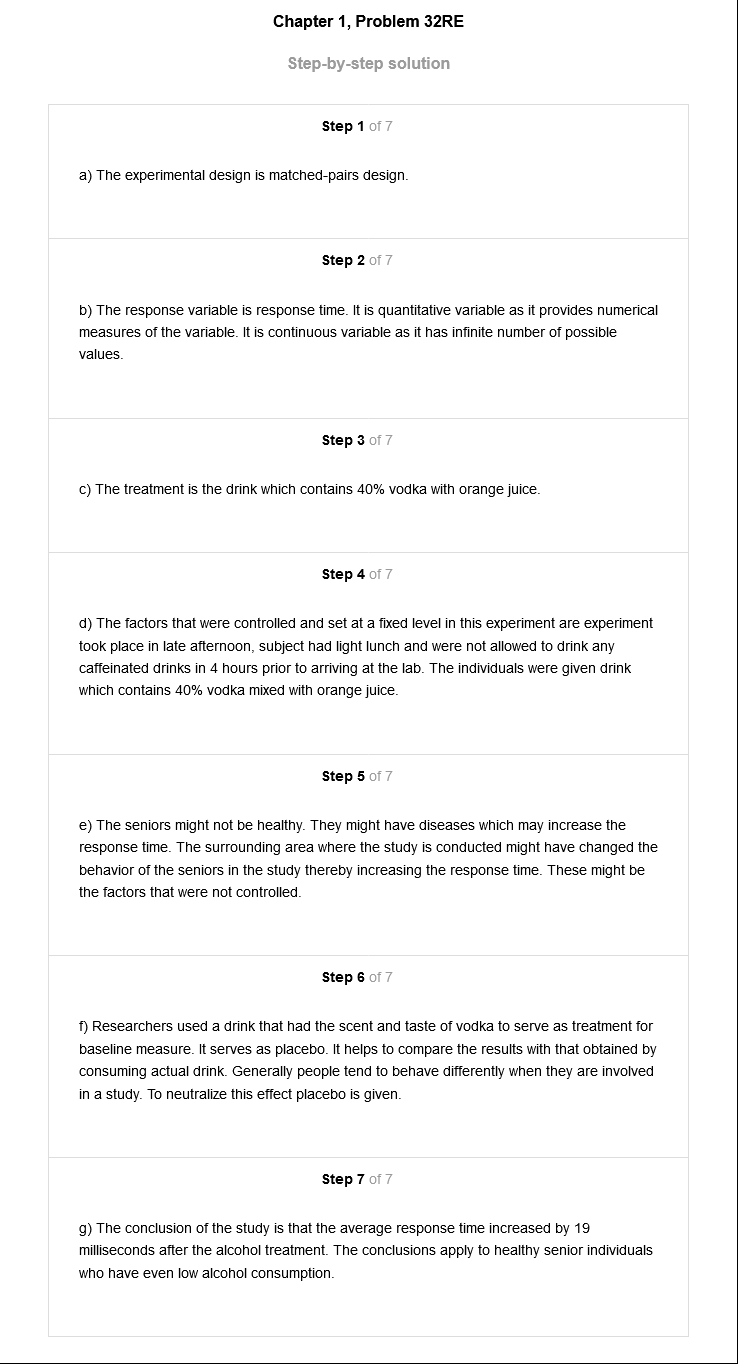 Chapter 1, Problem 32RE
Step-by-step solution
Step 1 of 7
a) The experimental design is matched-pairs design.
Step 2 of 7
b) The response variable is response time. It is quantitative variable as it provides numerical
measures of the variable. It is continuous variable as it has infinite number of possible
values.
Step 3 of 7
c) The treatment is the drink which contains 40% vodka with orange juice.
Step 4 of 7
d) The factors that were controlled and set at a fixed level in this experiment are experiment
took place in late afternoon, subject had light lunch and were not allowed to drink any
caffeinated drinks in 4 hours prior to arriving at the lab. The individuals were given drink
which contains 40% vodka mixed with orange juice.
Step 5 of 7
e) The seniors might not be healthy. They might have diseases which may increase the
response time. The surrounding area where the study is conducted might have changed the
behavior of the seniors in the study thereby increasing the response time. These might be
the factors that were not controlled.
Step 6 of 7
f) Researchers used a drink that had the scent and taste of vodka to serve as treatment for
baseline measure. It serves as placebo. It helps to compare the results with that obtained by
consuming actual drink. Generally people tend to behave differently when they are involved
in a study. To neutralize this effect placebo is given.
Step 7 of 7
g) The conclusion of the study is that the average response time increased by 19
milliseconds after the alcohol treatment. The conclusions apply to healthy senior individuals
who have even low alcohol consumption.